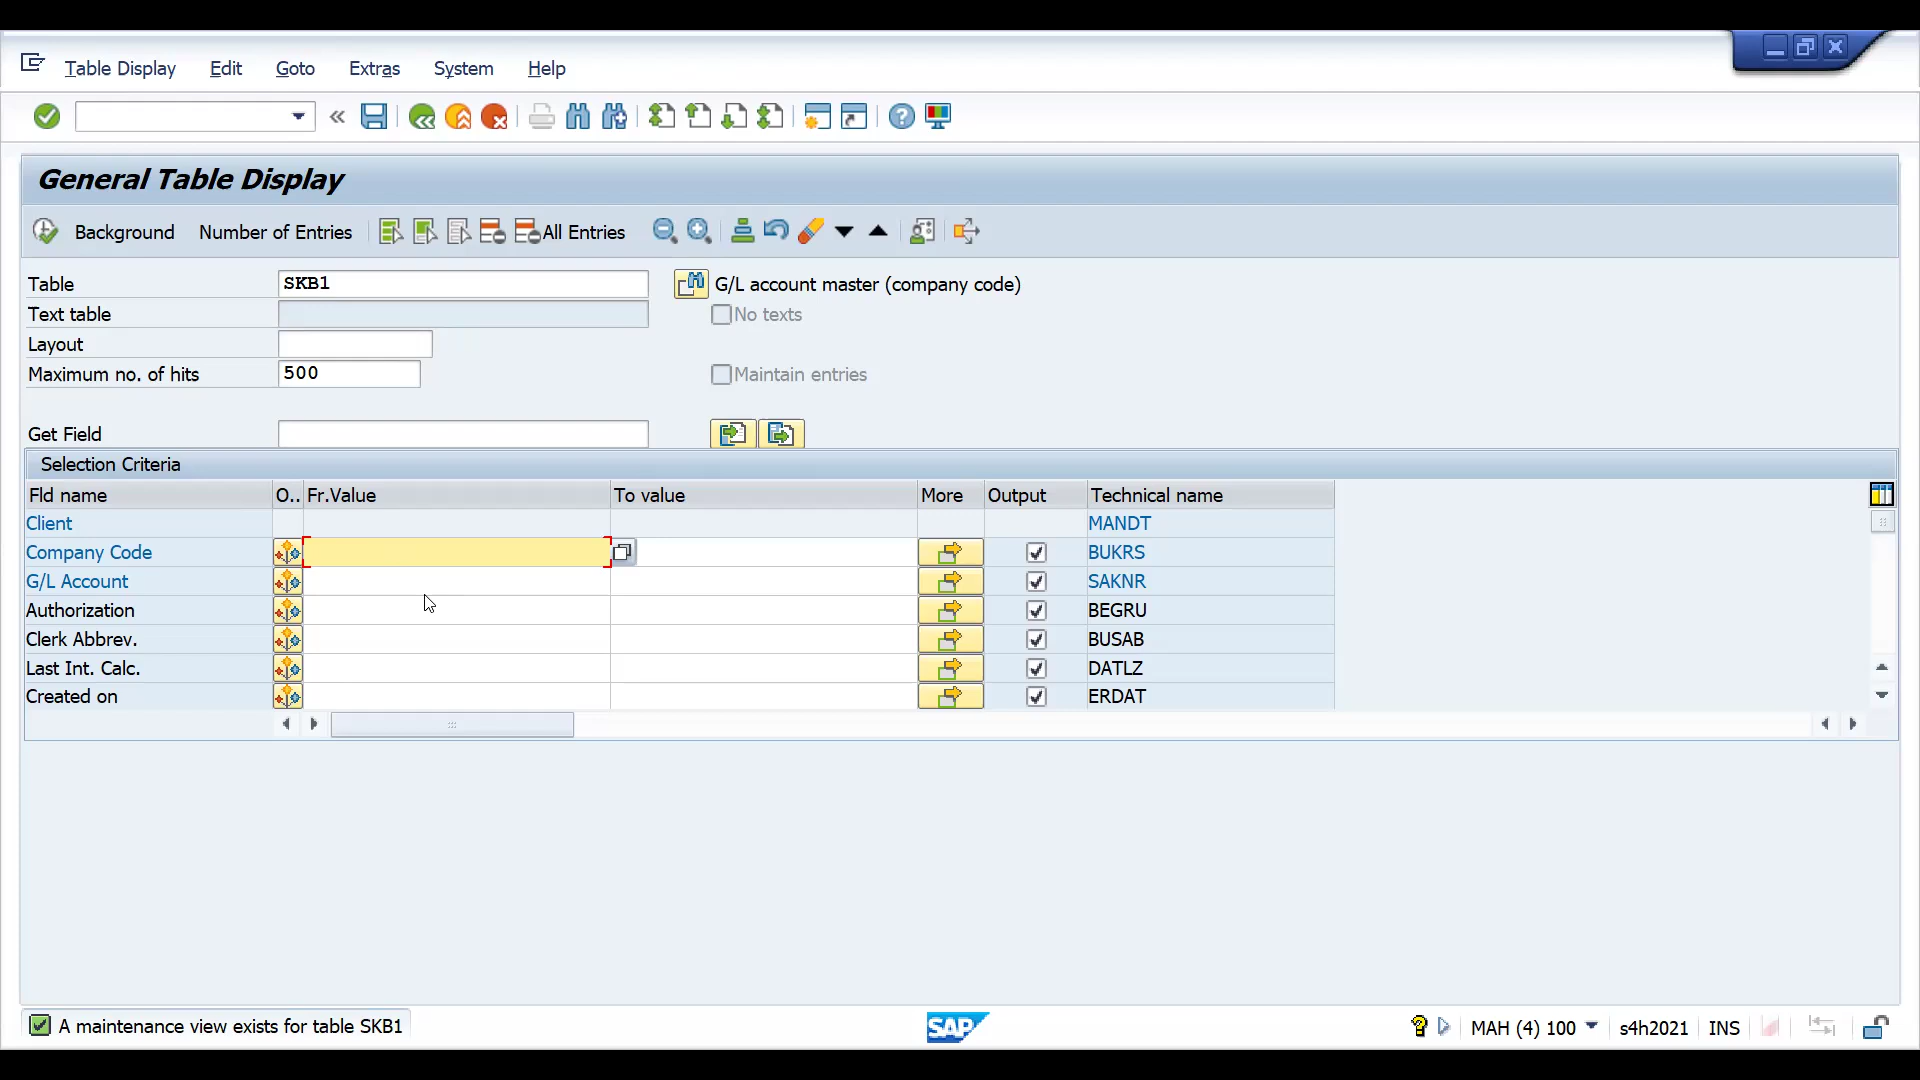 Table Display Edit Goto Extras System Help
General Table Display
Background Number of Entries All Entries
Table SKB1 G/L account master (company code)
Text table No texts
Layout
Maximum no. of hits 500 Maintain entries
Get Field
Selection Criteria
Fld name O.. Fr.Value To value More Output Technical name
Client MANDT
Company Code BUKRS
G/L Account SAKNR
Authorization BEGRU
Clerk Abbrev. BUSAB
Last Int. Calc. DATLZ
Created on ERDAT
A maintenance view exists for table SKB1 SAP MAH (4) 100 s4h2021 INS